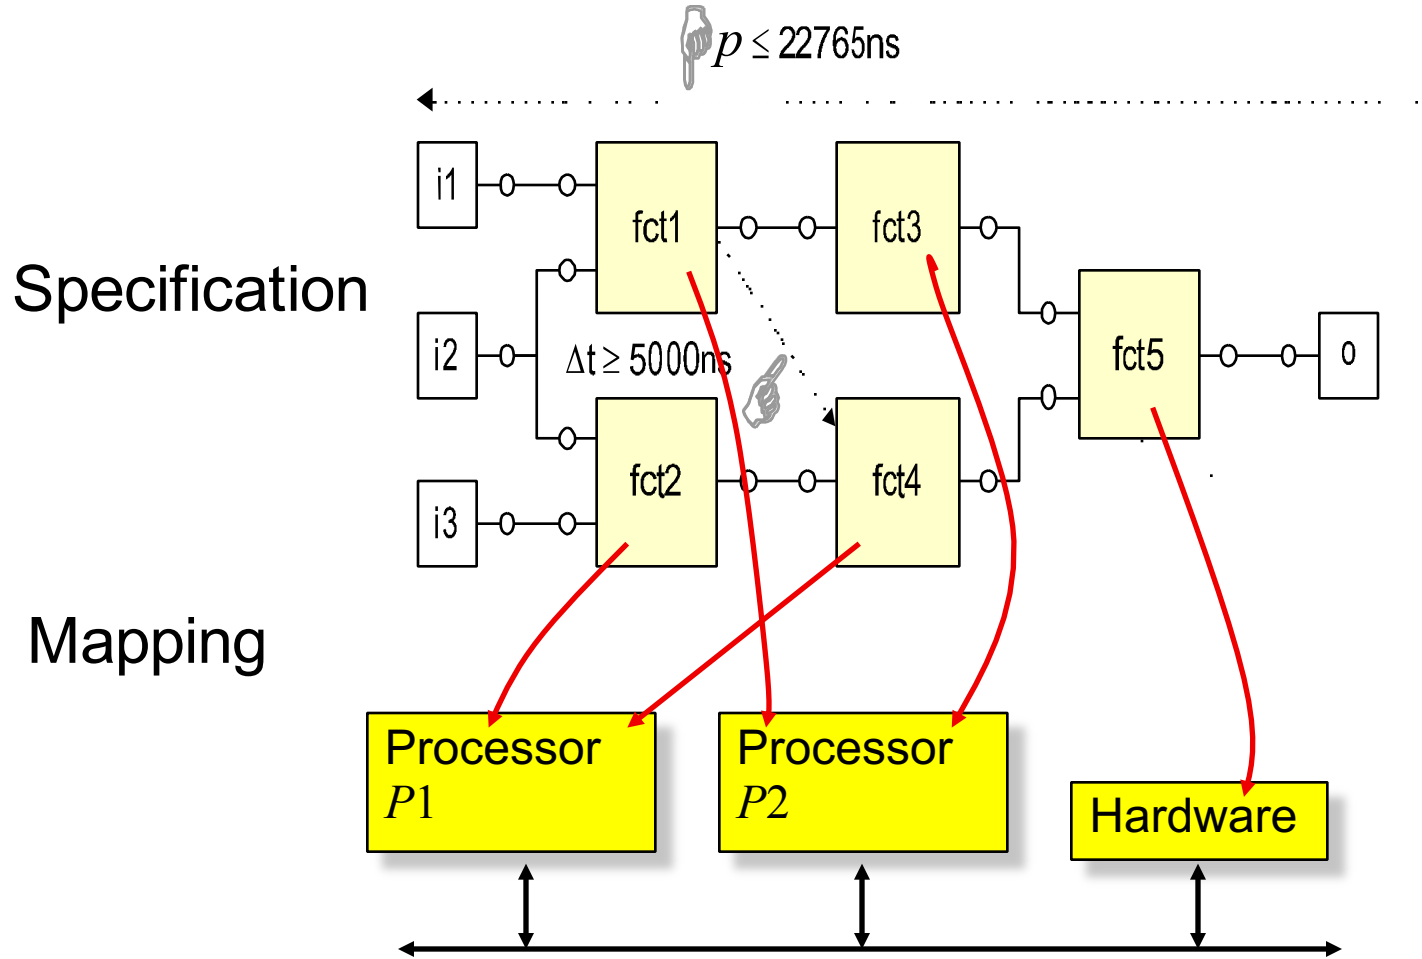 p ≤ 22765ns
i1
fct1
fct3
Specification
i2
Δt ≥ 5000ns
fct5
o
fct2
fct4
i3
Mapping
Processor
P1
Processor
P2
Hardware